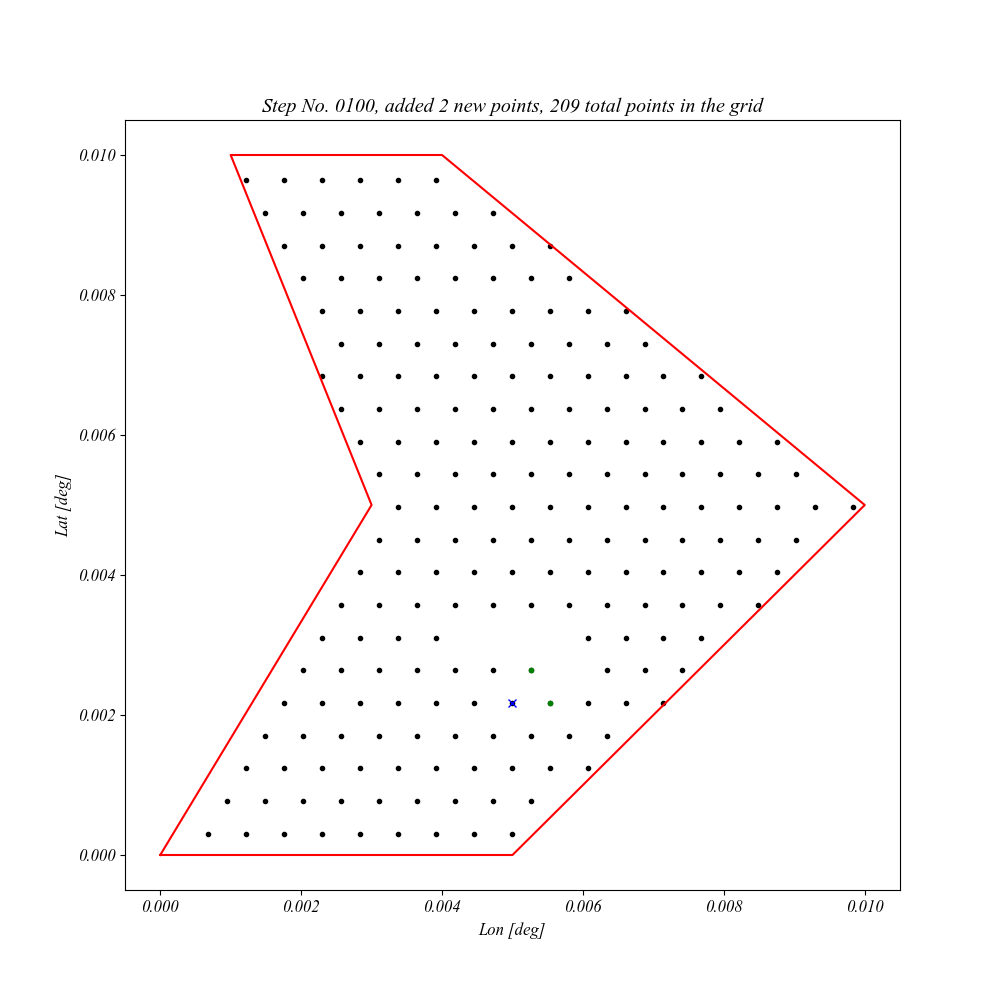 Step No. 0100, added 2 new points, 209 total points in the grid
0.010
0.008
0.006
0.004
0.002
0.000
Lat [deg]
0.000 0.002 0.004 0.006 0.008 0.010
Lon [deg]